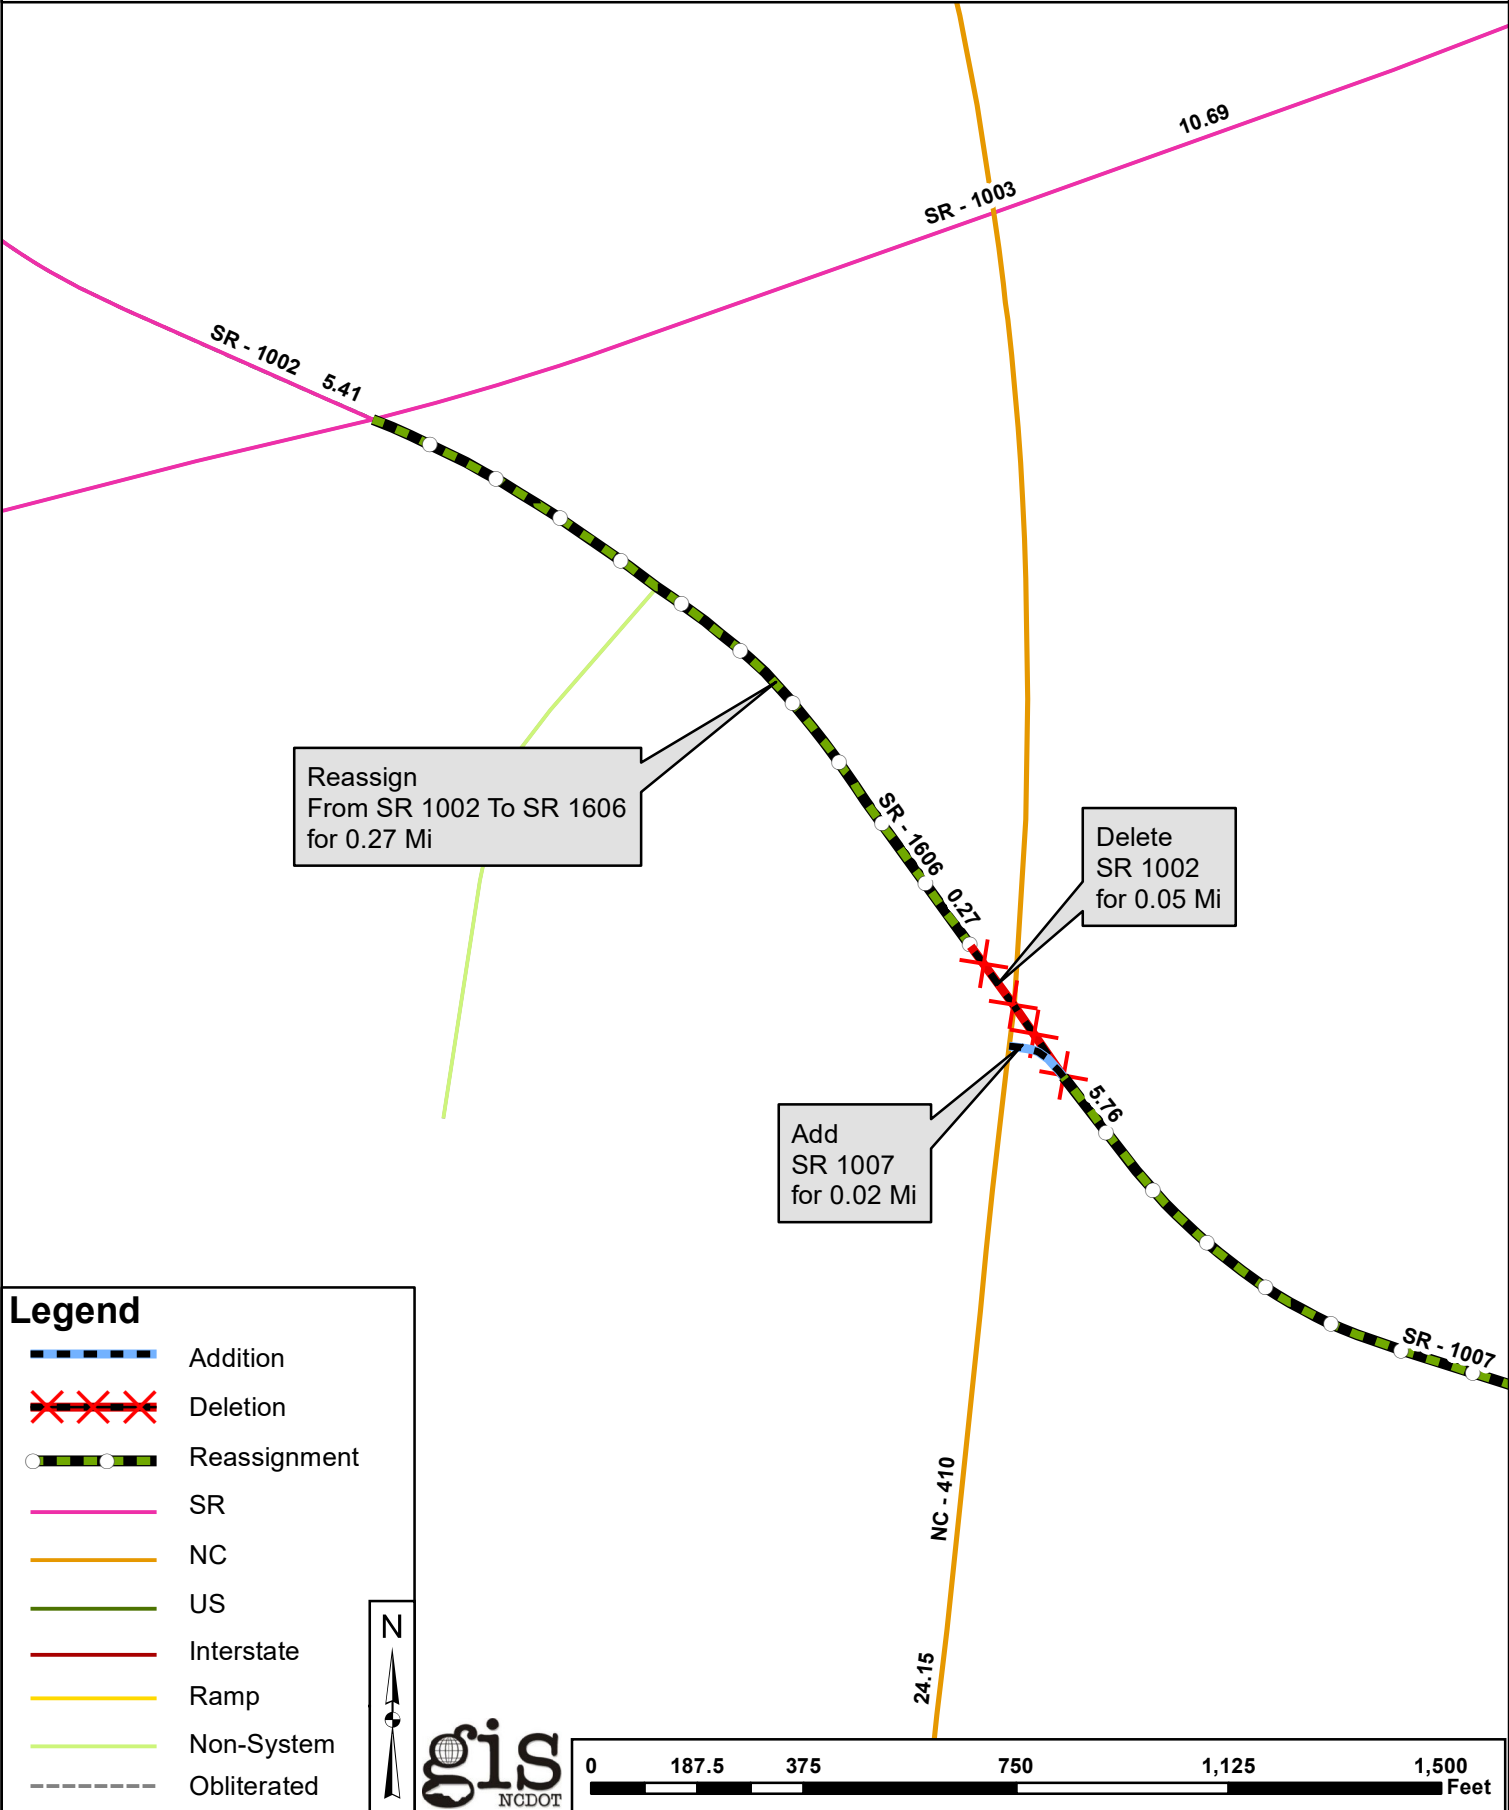 10.69
SR - 1003
SR - 1002
5.41
Reassign
From SR 1002 To SR 1606
for 0.27 Mi
SR - 1606
0.27
Delete
SR 1002
for 0.05 Mi
5.76
Add
SR 1007
for 0.02 Mi
SR - 1007
NC - 410
24.15
Legend
Addition
Deletion
Reassignment
SR
NC
US
Interstate
Ramp
Non-System
Obliterated
N
gis
NCDOT
0 187.5 375 750 1,125 1,500
Feet